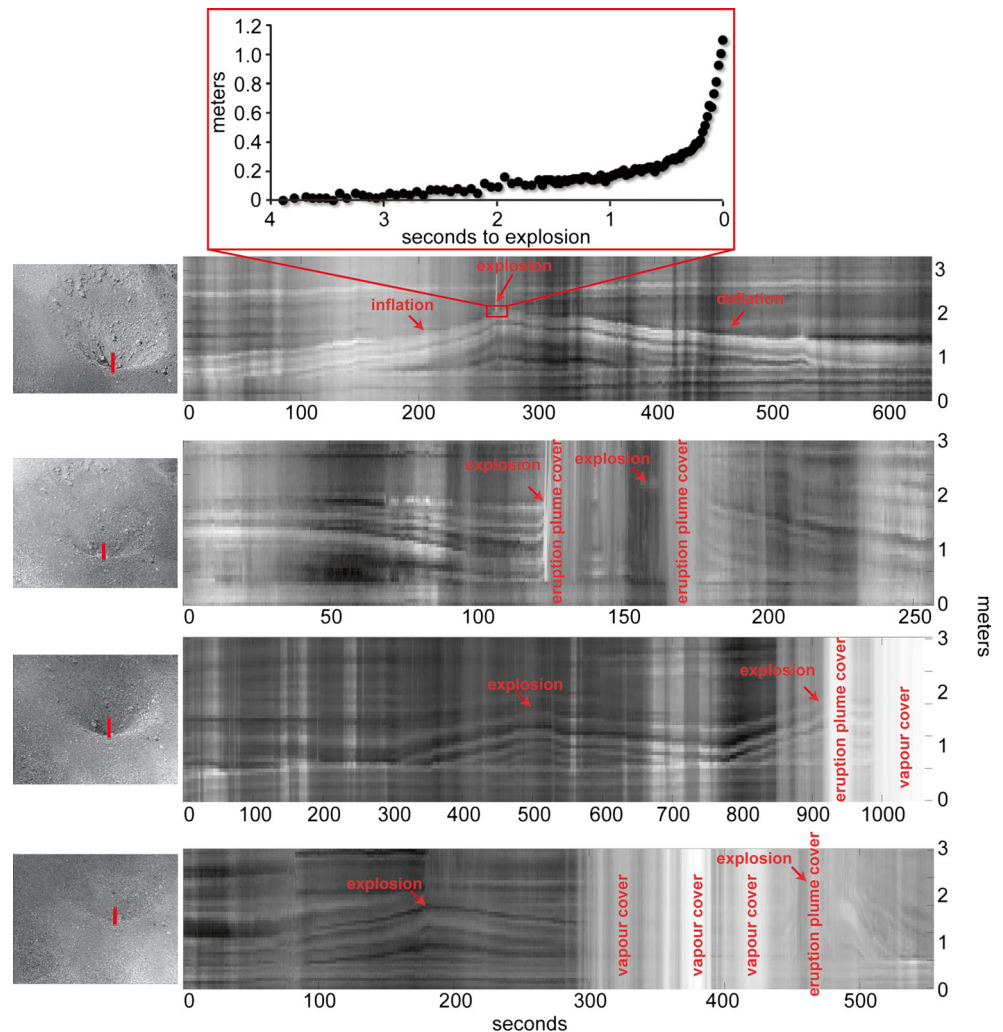 1.2
1.0
0.8
0.6
0.4
0.2
0
meters
4 3 2 1 0
seconds to explosion
explosion
inflation
deflation
3
2
1
0
0 100 200 300 400 500 600
explosion
explosion
eruption plume cover
eruption plume cover
3
2
1
0
0 50 100 150 200 250
meters
explosion
explosion
eruption plume cover
vapour cover
3
2
1
0
0 100 200 300 400 500 600 700 800 900 1000
explosion
explosion
vapour cover
vapour cover
vapour cover
eruption plume cover
3
2
1
0
0 100 200 300 400 500
seconds